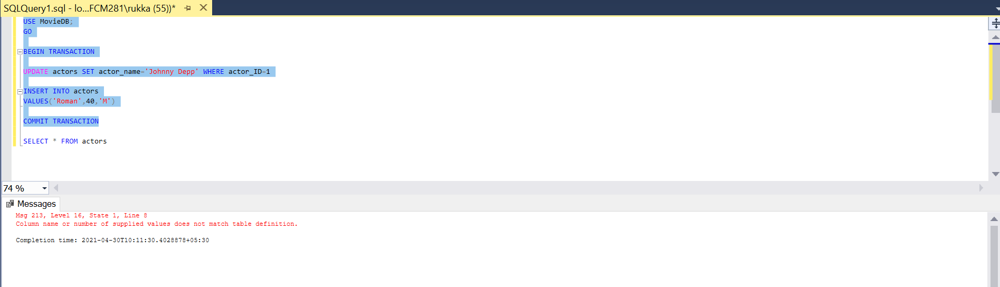 SQLQuery1.sql - lo...FCM281\rukka (55))*
USE MovieDB;
GO
BEGIN TRANSACTION
UPDATE actors SET actor_name='Johnny Depp' WHERE actor_ID=1
INSERT INTO actors
VALUES('Roman',40,'M')
COMMIT TRANSACTION
SELECT * FROM actors
74 %
Messages
Msg 213, Level 16, State 1, Line 8
Column name or number of supplied values does not match table definition.
Completion time: 2021-04-30T10:11:30.4028878+05:30